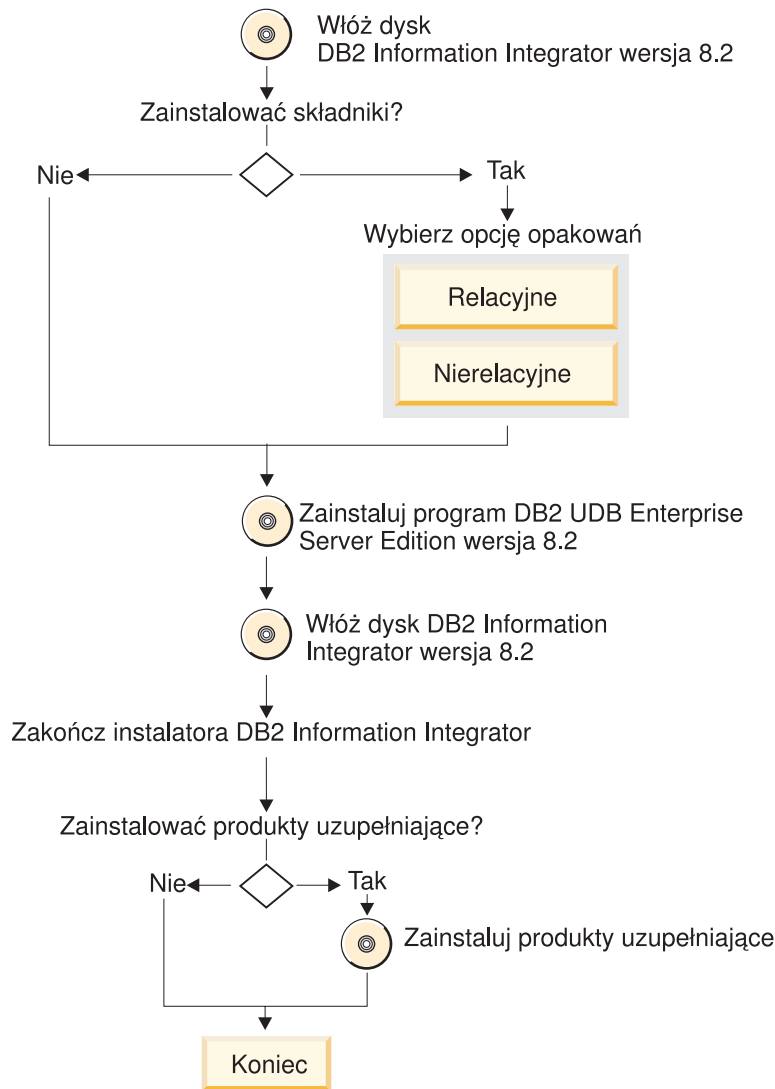 Włóż dysk
DB2 Information Integrator wersja 8.2
Zainstalować składniki?
Nie
Tak
Wybierz opcję opakowań
Relacyjne
Nierelacyjne
Zainstaluj program DB2 UDB Enterprise
Server Edition wersja 8.2
Włóż dysk DB2 Information
Integrator wersja 8.2
Zakończ instalatora DB2 Information Integrator
Zainstalować produkty uzupełniające?
Nie
Tak
Zainstaluj produkty uzupełniające
Koniec